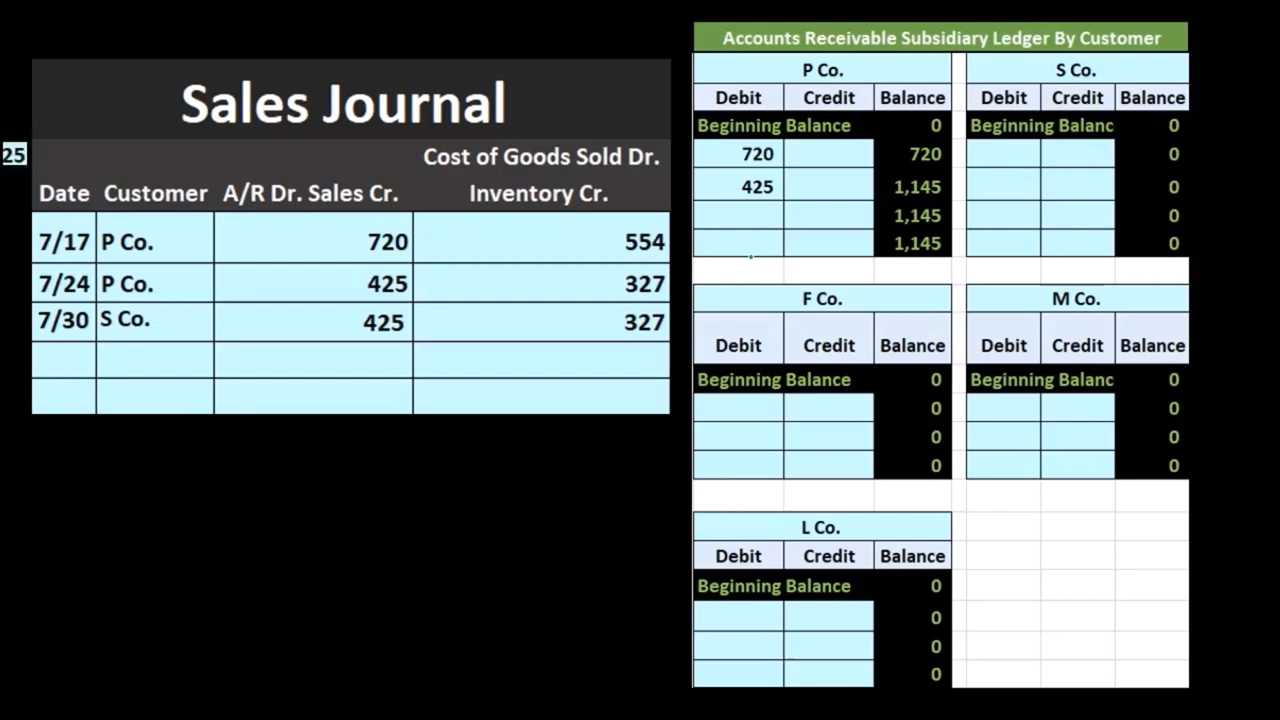 Sales Journal
25
Cost of Goods Sold Dr.
Date Customer A/R Dr. Sales Cr. Inventory Cr.
7/17 P Co. 720 554
7/24 P Co. 425 327
7/30 S Co. 425 327
Accounts Receivable Subsidiary Ledger By Customer
P Co. S Co.
Debit Credit Balance Debit Credit Balance
Beginning Balance 0 Beginning Balanc 0
720 720 0
425 1,145 0
1,145 0
1,145 0
F Co. M Co.
Debit Credit Balance Debit Credit Balance
Beginning Balance 0 Beginning Balanc 0
0 0
0 0
0 0
L Co.
Debit Credit Balance
Beginning Balance 0
0
0
0